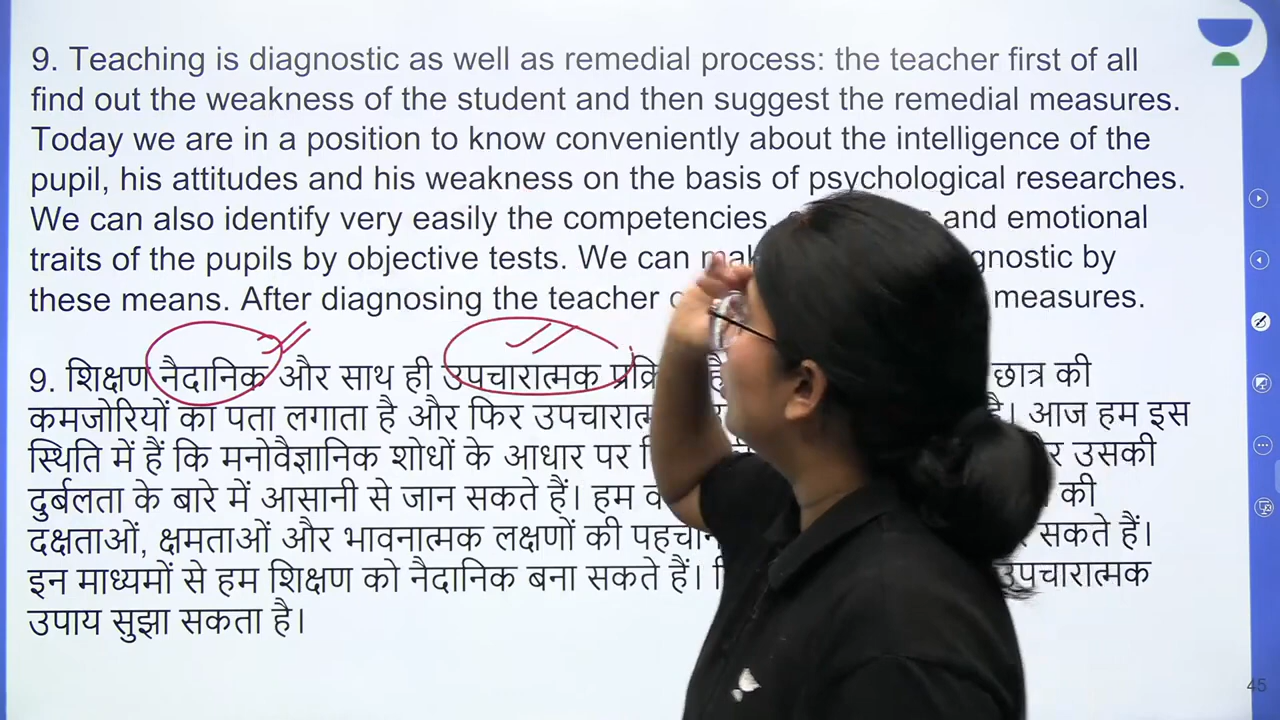 9. Teaching is diagnostic as well as remedial process: the teacher first of all
find out the weakness of the student and then suggest the remedial measures.
Today we are in a position to know conveniently about the intelligence of the
pupil, his attitudes and his weakness on the basis of psychological researches.
We can also identify very easily the competencies, and emotional
traits of the pupils by objective tests. We can by
these means. After diagnosing the teacher measures.
9. शिक्षण नैदानिक और साथ ही उपचारात्मक छात्र की
कमजोरियों का पता लगाता है और फिर है। आज हम इस
स्थिति में हैं कि मनोवैज्ञानिक शोधों के आधार पर उसकी
दुर्बलता के बारे में आसानी से जान सकते हैं। हम की
दक्षताओं, क्षमताओं और भावनात्मक लक्षणों की सकते हैं।
इन माध्यमों से हम शिक्षण को नैदानिक बना सकते हैं। उपचारात्मक
उपाय सुझा सकता है।
45